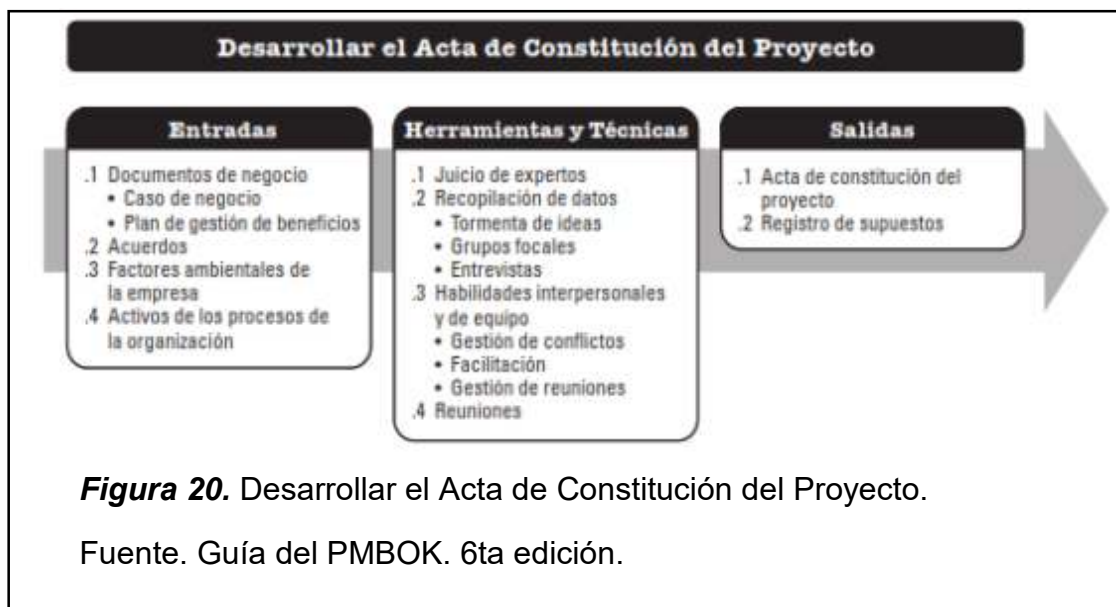 Desarrollar el Acta de Constitución del Proyecto
Entradas
.1 Documentos de negocio
• Caso de negocio
• Plan de gestión de beneficios
.2 Acuerdos
.3 Factores ambientales de
la empresa
.4 Activos de los procesos de
la organización
Herramientas y Técnicas
.1 Juicio de expertos
.2 Recopilación de datos
• Tormenta de ideas
• Grupos focales
• Entrevistas
.3 Habilidades interpersonales
y de equipo
• Gestión de conflictos
• Facilitación
• Gestión de reuniones
.4 Reuniones
Salidas
.1 Acta de constitución del
proyecto
.2 Registro de supuestos
Figura 20. Desarrollar el Acta de Constitución del Proyecto.
Fuente. Guía del PMBOK. 6ta edición.